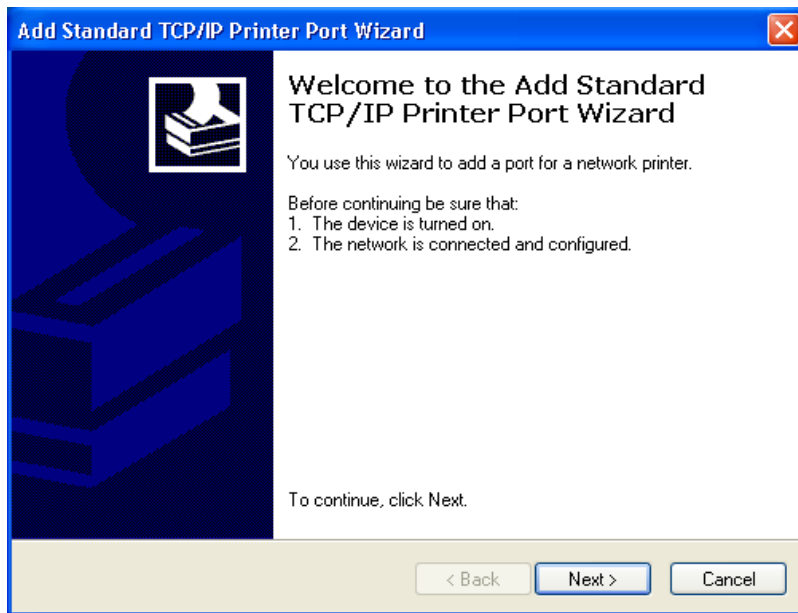 Add Standard TCP/IP Printer Port Wizard
Welcome to the Add Standard
TCP/IP Printer Port Wizard
You use this wizard to add a port for a network printer.
Before continuing be sure that:
1. The device is turned on.
2. The network is connected and configured.
To continue, click Next.
< Back
Next >
Cancel